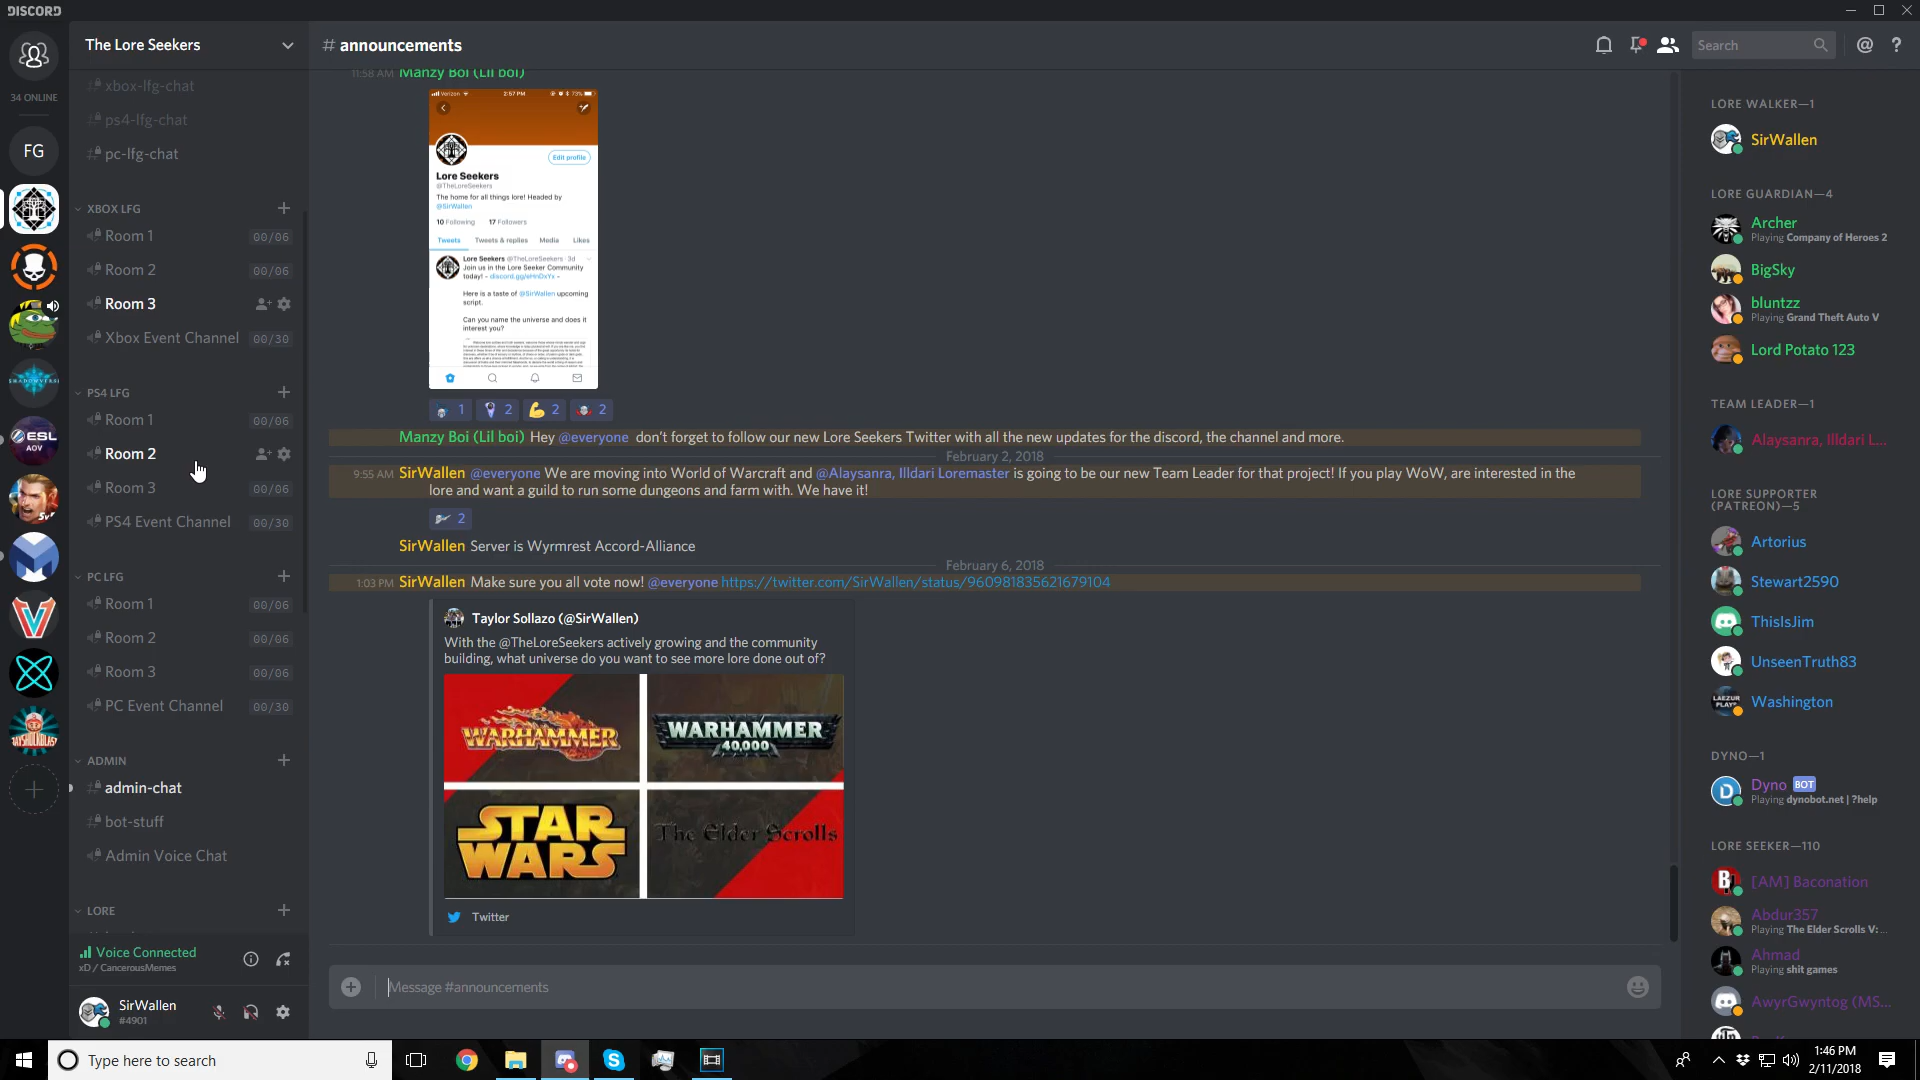 DISCORD
34 ONLINE
FG
The Lore Seekers
xbox-lfg-chat
ps4-lfg-chat
pc-lfg-chat
XBOX LFG
Room 1 00/06
Room 2 00/06
Room 3
Xbox Event Channel 00/30
PS4 LFG
Room 1 00/06
Room 2
Room 3 00/06
PS4 Event Channel 00/30
PC LFG
Room 1 00/06
Room 2 00/06
Room 3 00/06
PC Event Channel 00/30
ADMIN
admin-chat
bot-stuff
Admin Voice Chat
LORE
Voice Connected
xD / CancerousMemes
SirWallen
#4901
# announcements
Search
11:58 AM Manzy Boi (Lil boi)
Verizon 2:57 PM 73%
Edit profile
Lore Seekers
@TheLoreSeekers
The home for all things lore! Headed by
@SirWallen
10 Following 17 Followers
Tweets Tweets & replies Media Likes
Lore Seekers @TheLoreSeekers · 3d
Join us in the Lore Seeker Community
today! - discord.gg/eHnDxYs -
Here is a taste of @SirWallen upcoming
script.
Can you name the universe and does it
interest you?
1 2 2 2
Manzy Boi (Lil boi) Hey @everyone don't forget to follow our new Lore Seekers Twitter with all the new updates for the discord, the channel and more.
February 2, 2018
9:55 AM SirWallen @everyone We are moving into World of Warcraft and @Alaysanra, Illdari Loremaster is going to be our new Team Leader for that project! If you play WoW, are interested in the
lore and want a guild to run some dungeons and farm with. We have it!
2
SirWallen Server is Wyrmrest Accord-Alliance
February 6, 2018
1:03 PM SirWallen Make sure you all vote now! @everyone https://twitter.com/SirWallen/status/960981835621679104
Taylor Sollazo (@SirWallen)
With the @TheLoreSeekers actively growing and the community
building, what universe do you want to see more lore done out of?
WARHAMMER
WARHAMMER
40,000
STAR
WARS
The Elder Scrolls
Twitter
Message #announcements
LORE WALKER—1
SirWallen
LORE GUARDIAN—4
Archer
Playing Company of Heroes 2
BigSky
bluntzz
Playing Grand Theft Auto V
Lord Potato 123
TEAM LEADER—1
Alaysanra, Illdari L...
LORE SUPPORTER
(PATREON)—5
Artorius
Stewart2590
ThisIsJim
UnseenTruth83
Washington
DYNO—1
Dyno BOT
Playing dynobot.net | ?help
LORE SEEKER—110
[AM] Baconation
Abdur357
Playing The Elder Scrolls V: ...
Ahmad
Playing shit games
AwyrGwyntog (MS...
ESL
AOV
Type here to search
1:46 PM
2/11/2018